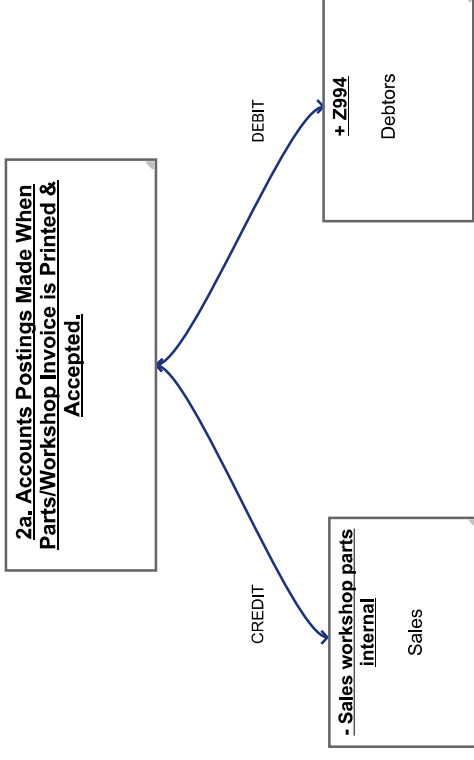 2a. Accounts Postings Made When
Parts/Workshop Invoice is Printed &
Accepted.
CREDIT
DEBIT
- Sales workshop parts
internal
Sales
+ Z994
Debtors